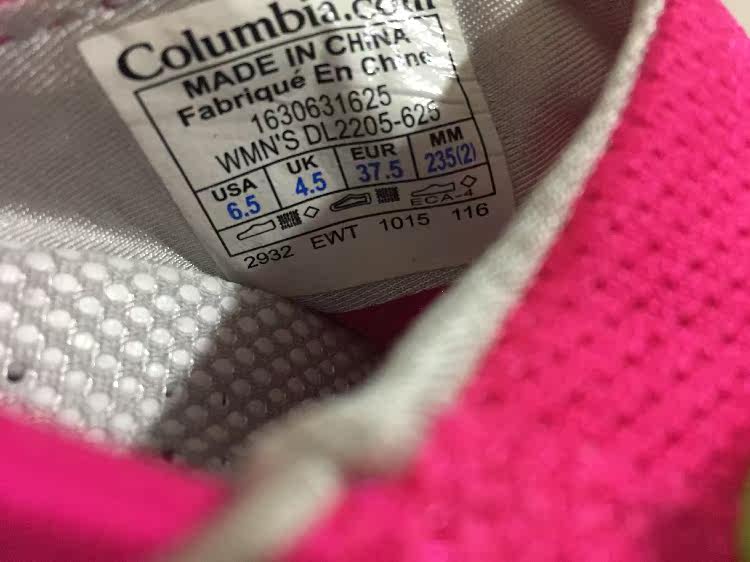 Columbia.com
MADE IN CHINA
Fabriqué En Chine
1630631625
WMN'S DL2205-625
USA UK EUR MM
6.5 4.5 37.5 235(2)
ECA-4
2932 EWT 1015 116